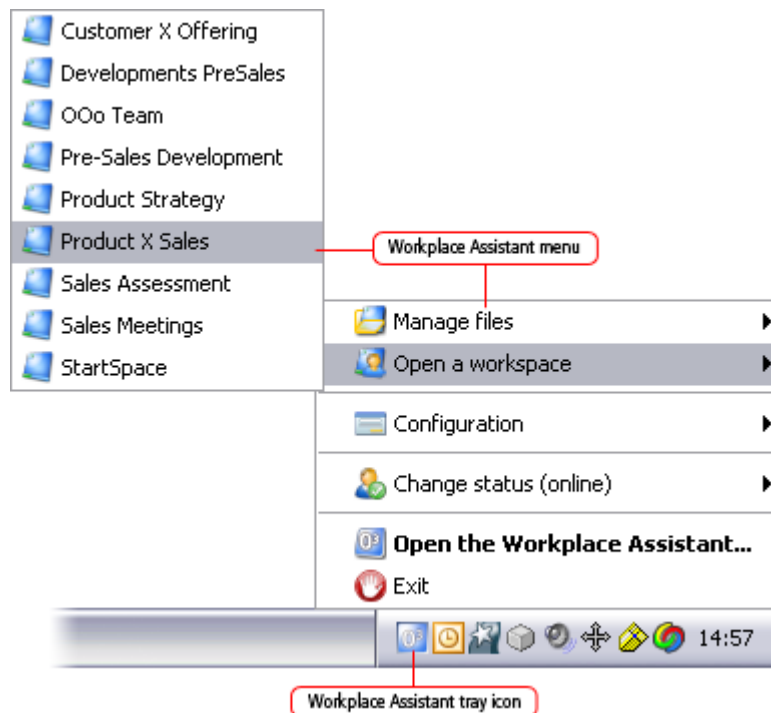 Customer X Offering
Developments PreSales
OOo Team
Pre-Sales Development
Product Strategy
Product X Sales
Sales Assessment
Sales Meetings
StartSpace
Workplace Assistant menu
Manage files
Open a workspace
Configuration
Change status (online)
Open the Workplace Assistant...
Exit
14:57
Workplace Assistant tray icon